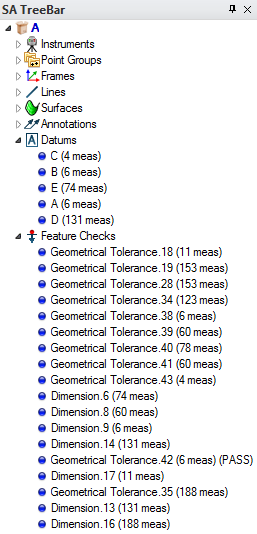 SA TreeBar
A
Instruments
Point Groups
Frames
Lines
Surfaces
Annotations
A Datums
C (4 meas)
B (6 meas)
E (74 meas)
A (6 meas)
D (131 meas)
Feature Checks
Geometrical Tolerance.18 (11 meas)
Geometrical Tolerance.19 (153 meas)
Geometrical Tolerance.28 (153 meas)
Geometrical Tolerance.34 (123 meas)
Geometrical Tolerance.38 (6 meas)
Geometrical Tolerance.39 (60 meas)
Geometrical Tolerance.40 (78 meas)
Geometrical Tolerance.41 (60 meas)
Geometrical Tolerance.43 (4 meas)
Dimension.6 (74 meas)
Dimension.8 (60 meas)
Dimension.9 (6 meas)
Dimension.14 (131 meas)
Geometrical Tolerance.42 (6 meas) (PASS)
Dimension.17 (11 meas)
Geometrical Tolerance.35 (188 meas)
Dimension.13 (131 meas)
Dimension.16 (188 meas)